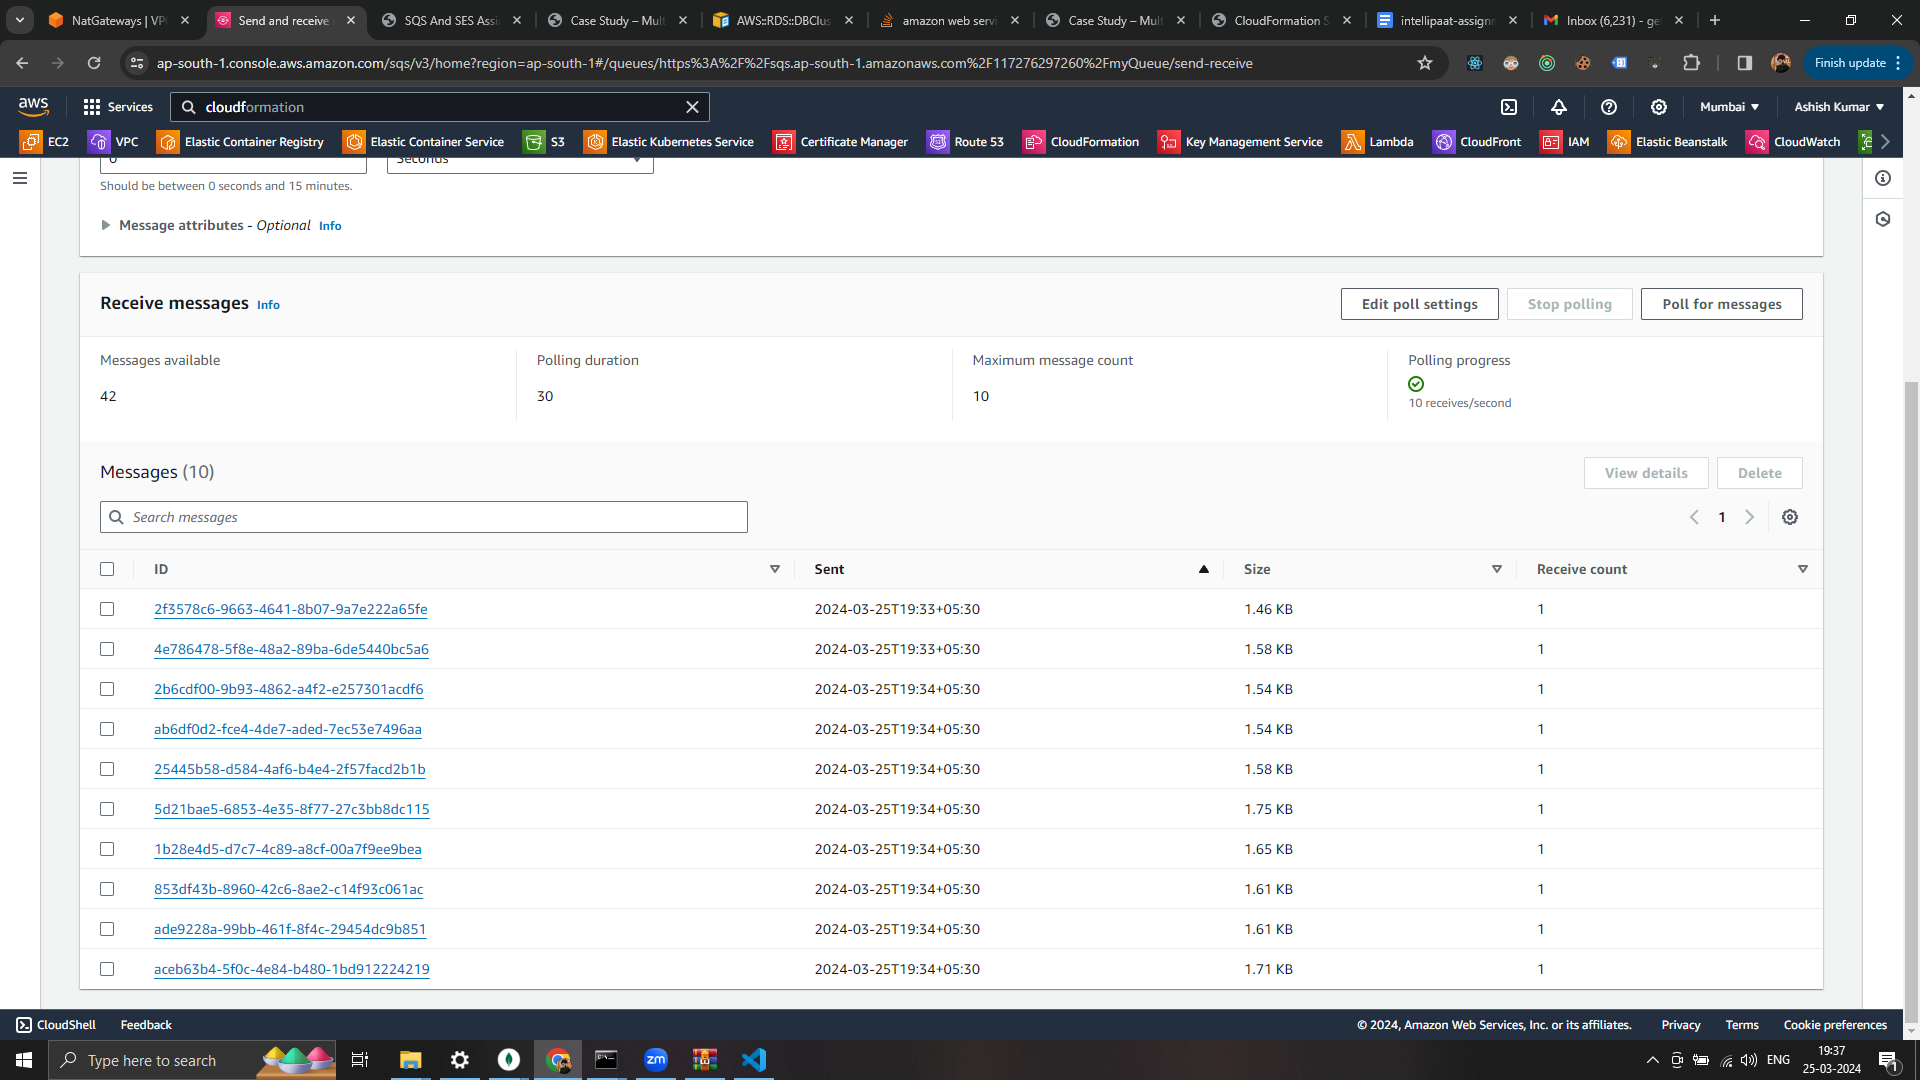 NatGateways | VP
Send and receive
SQS And SES Assi
Case Study – Mult
AWS::RDS::DBClus
amazon web servi
Case Study – Mult
CloudFormation S
intellipaat-assignm
Inbox (6,231) - ge
ap-south-1.console.aws.amazon.com/sqs/v3/home?region=ap-south-1#/queues/https%3A%2F%2Fsqs.ap-south-1.amazonaws.com%2F117276297260%2FmyQueue/send-receive
Finish update
aws
Services
cloudformation
Mumbai
Ashish Kumar
EC2
VPC
Elastic Container Registry
Elastic Container Service
S3
Elastic Kubernetes Service
Certificate Manager
Route 53
CloudFormation
Key Management Service
Lambda
CloudFront
IAM
Elastic Beanstalk
CloudWatch
0
Seconds
Should be between 0 seconds and 15 minutes.
Message attributes - Optional Info
Receive messages Info
Edit poll settings
Stop polling
Poll for messages
Messages available
Polling duration
Maximum message count
Polling progress
42
30
10
10 receives/second
Messages (10)
View details
Delete
Search messages
1
ID Sent Size Receive count
2f3578c6-9663-4641-8b07-9a7e222a65fe 2024-03-25T19:33+05:30 1.46 KB 1
4e786478-5f8e-48a2-89ba-6de5440bc5a6 2024-03-25T19:33+05:30 1.58 KB 1
2b6cdf00-9b93-4862-a4f2-e257301acdf6 2024-03-25T19:34+05:30 1.54 KB 1
ab6df0d2-fce4-4de7-aded-7ec53e7496aa 2024-03-25T19:34+05:30 1.54 KB 1
25445b58-d584-4af6-b4e4-2f57facd2b1b 2024-03-25T19:34+05:30 1.58 KB 1
5d21bae5-6853-4e35-8f77-27c3bb8dc115 2024-03-25T19:34+05:30 1.75 KB 1
1b28e4d5-d7c7-4c89-a8cf-00a7f9ee9bea 2024-03-25T19:34+05:30 1.65 KB 1
853df43b-8960-42c6-8ae2-c14f93c061ac 2024-03-25T19:34+05:30 1.61 KB 1
ade9228a-99bb-461f-8f4c-29454dc9b851 2024-03-25T19:34+05:30 1.61 KB 1
aceb63b4-5f0c-4e84-b480-1bd912224219 2024-03-25T19:34+05:30 1.71 KB 1
CloudShell
Feedback
© 2024, Amazon Web Services, Inc. or its affiliates.
Privacy
Terms
Cookie preferences
Type here to search
zm
ENG
19:37
25-03-2024
1